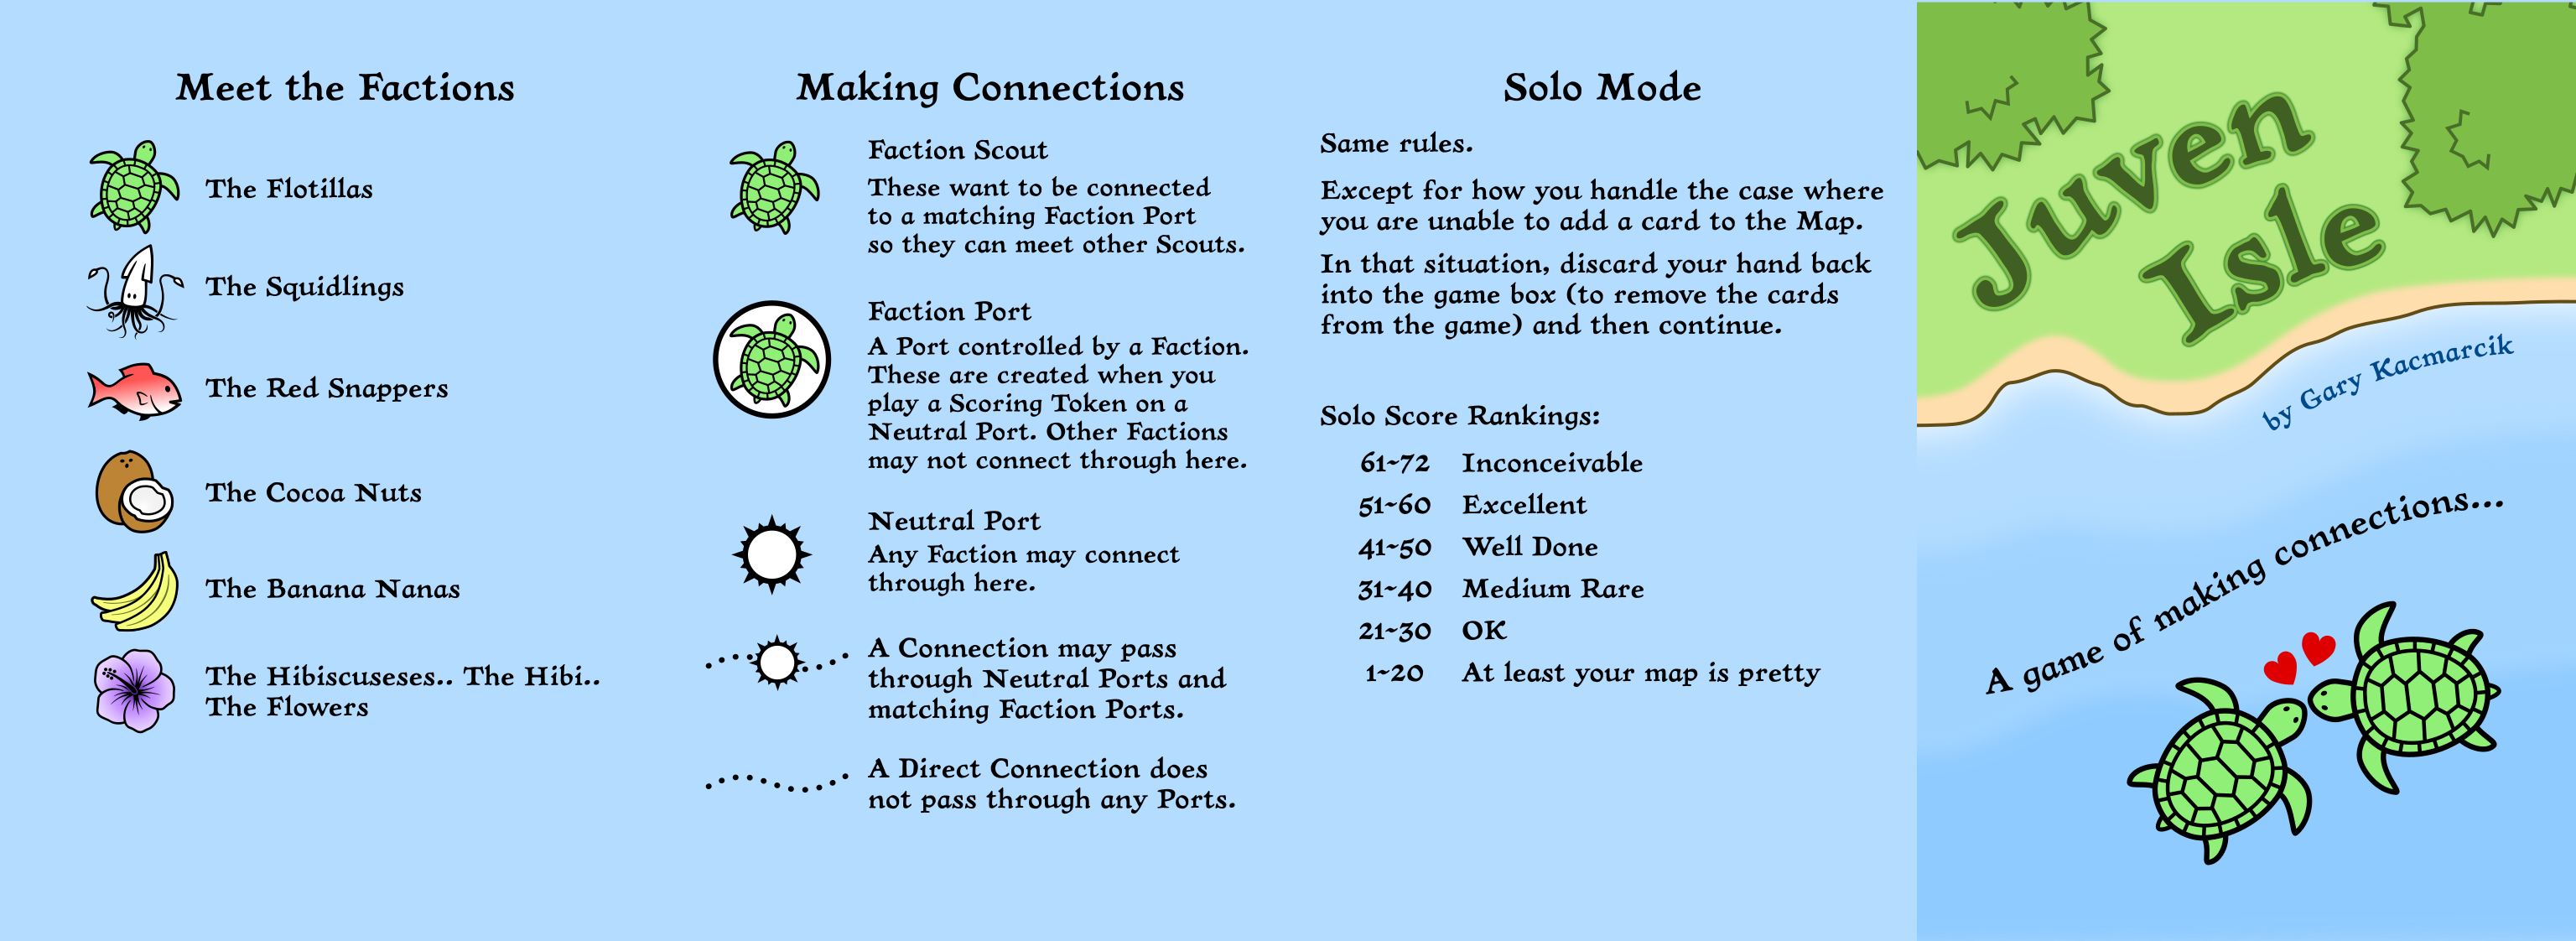 Meet the Factions
The Flotillas
The Squidlings
The Red Snappers
The Cocoa Nuts
The Banana Nanas
The Hibiscuseses.. The Hibi..
The Flowers
Making Connections
Faction Scout
These want to be connected
to a matching Faction Port
so they can meet other Scouts.
Faction Port
A Port controlled by a Faction.
These are created when you
play a Scoring Token on a
Neutral Port. Other Factions
may not connect through here.
Neutral Port
Any Faction may connect
through here.
A Connection may pass
through Neutral Ports and
matching Faction Ports.
A Direct Connection does
not pass through any Ports.
Solo Mode
Same rules.
Except for how you handle the case where
you are unable to add a card to the Map.
In that situation, discard your hand back
into the game box (to remove the cards
from the game) and then continue.
Solo Score Rankings:
61~72 Inconceivable
51~60 Excellent
41~50 Well Done
31~40 Medium Rare
21~30 OK
1~20 At least your map is pretty
Juven
Isle
by Gary Kacmarcik
A game of making connections...